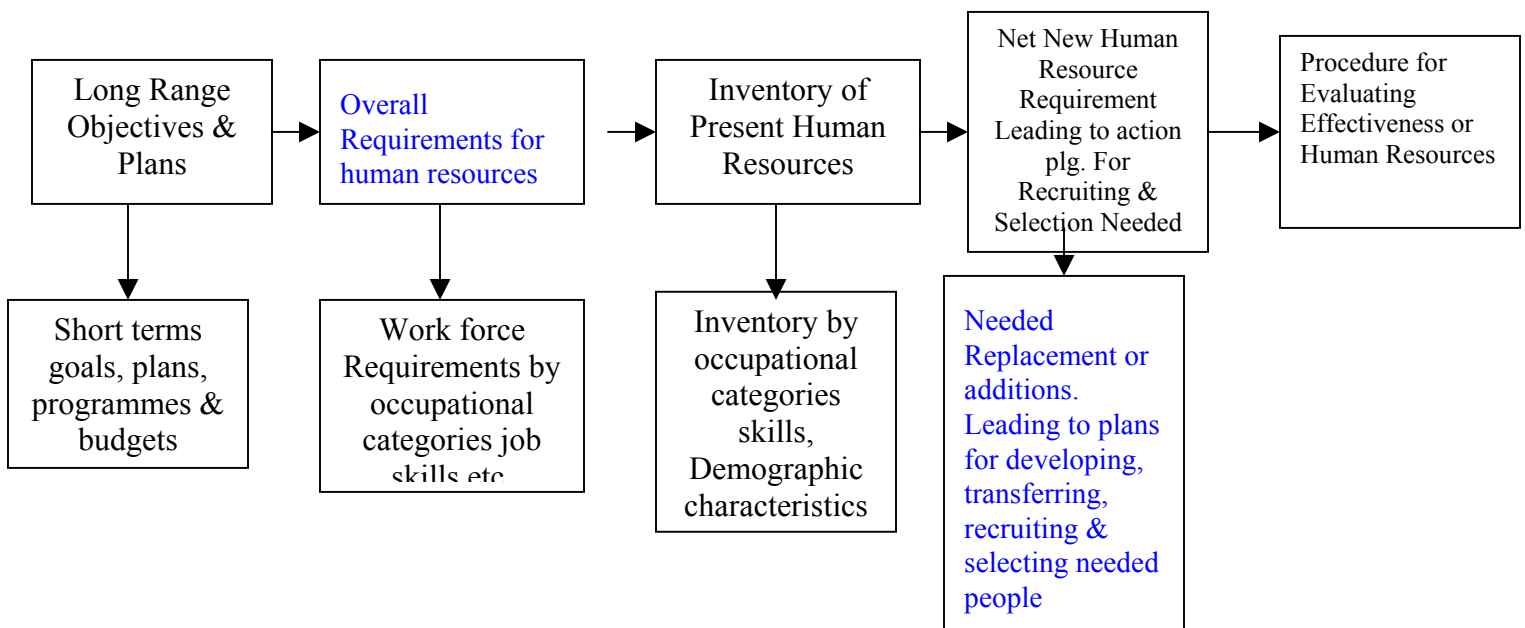 Long Range
Objectives &
Plans
Overall
Requirements for
human resources
Inventory of
Present Human
Resources
Net New Human
Resource
Requirement
Leading to action
plg. For
Recruiting &
Selection Needed
Procedure for
Evaluating
Effectiveness or
Human Resources
Short terms
goals, plans,
programmes &
budgets
Work force
Requirements by
occupational
categories job
skills etc
Inventory by
occupational
categories
skills,
Demographic
characteristics
Needed
Replacement or
additions.
Leading to plans
for developing,
transferring,
recruiting &
selecting needed
people